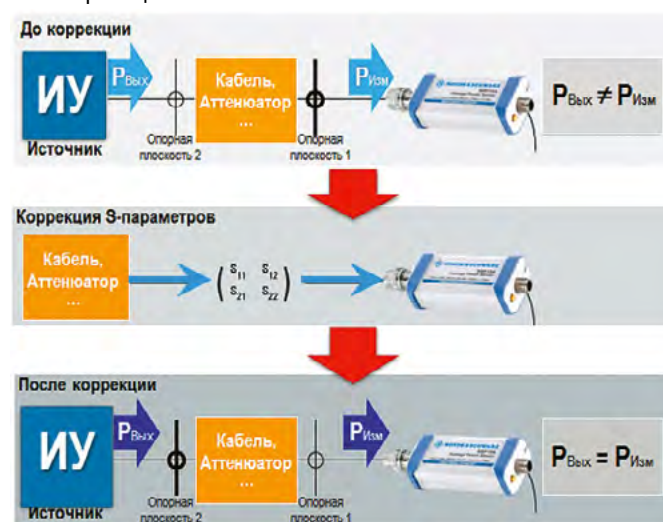 До коррекции
ИУ
Источник
PВых
Опорная
плоскость 2
Кабель,
Аттенюатор
...
Опорная
плоскость 1
PИзм
PВых ≠ PИзм
Коррекция S-параметров
Кабель,
Аттенюатор
...
S11 S12
S21 S22
После коррекции
ИУ
Источник
PВых
Опорная
плоскость 2
Кабель,
Аттенюатор
...
Опорная
плоскость 1
PИзм
PВых = PИзм